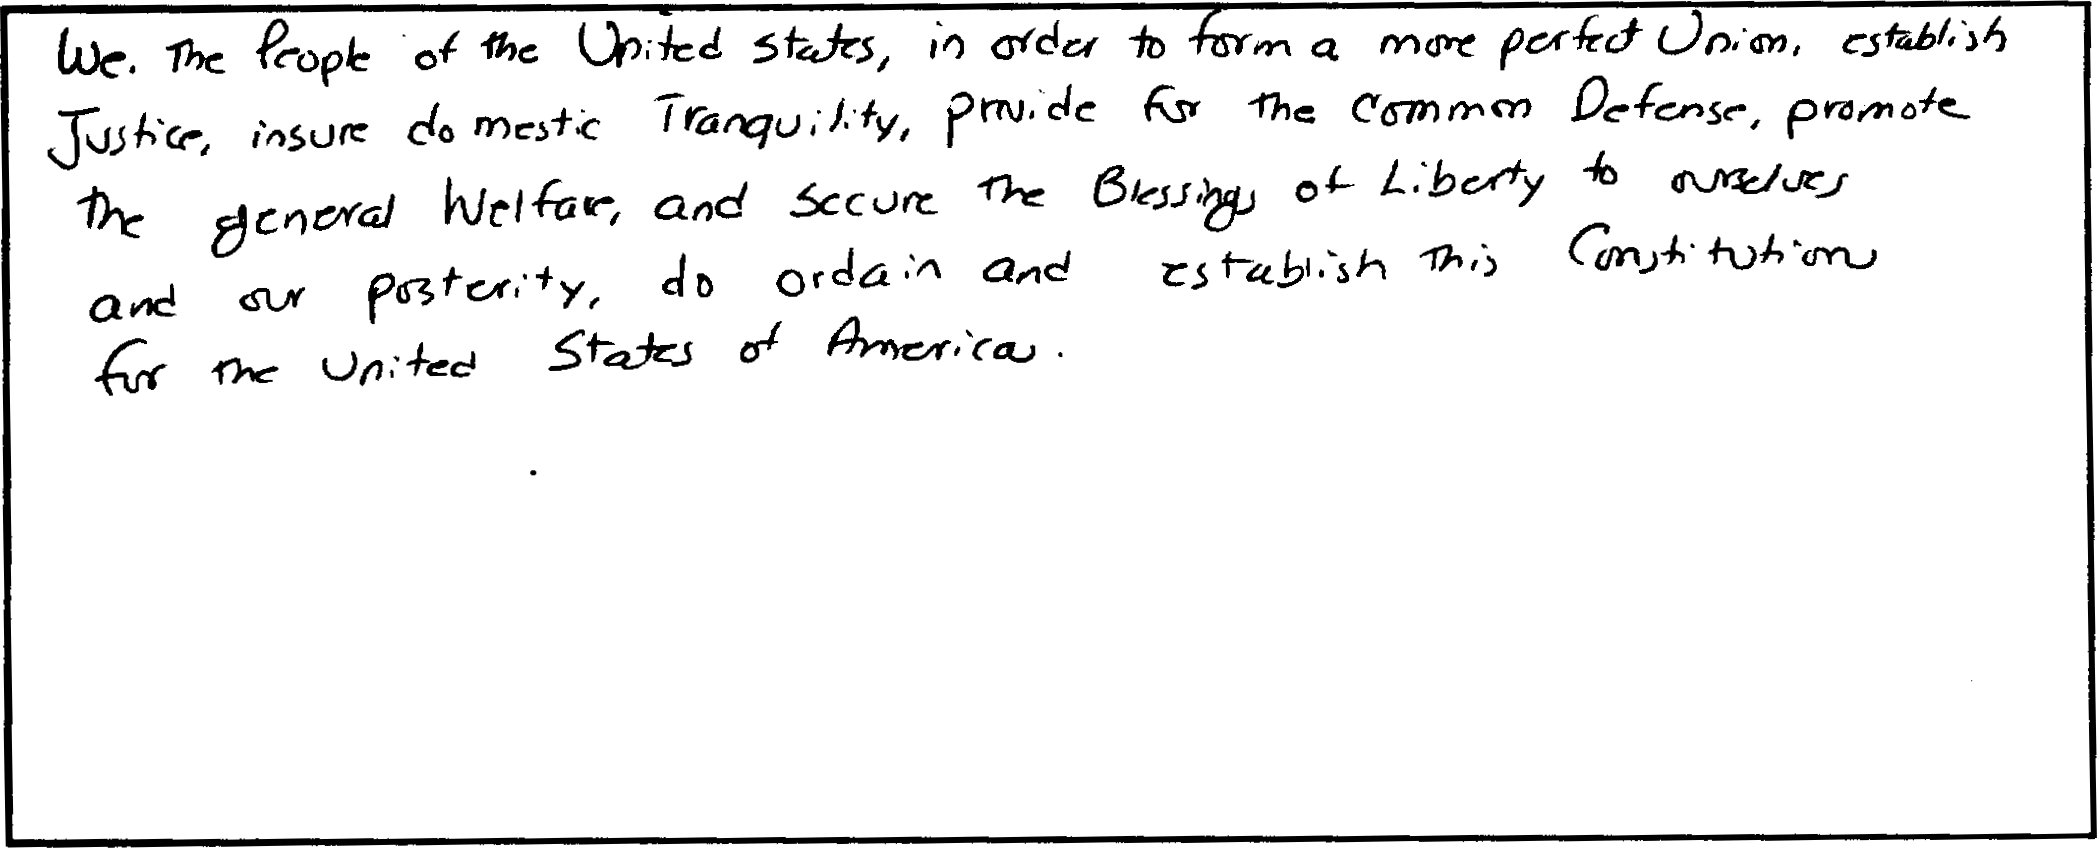 We, The People of the United states, in order to form a more perfect Union, establish
Justice, insure domestic Tranquility, provide for the Common Defense, promote
the general Welfare, and secure the Blessings of Liberty to ourselves
and our posterity, do ordain and establish this Constitution
for the United States of America.